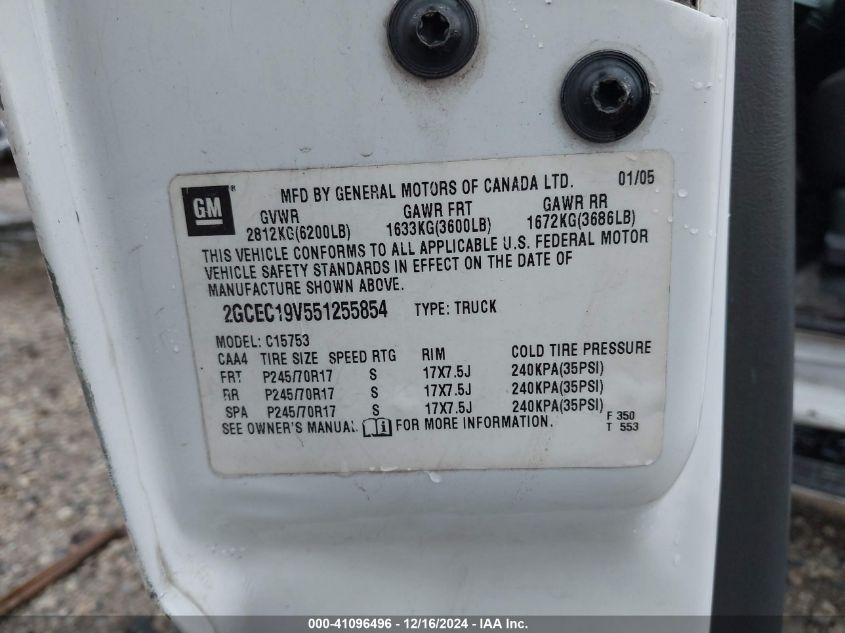 GM ® MFD BY GENERAL MOTORS OF CANADA LTD. 01/05
GVWR GAWR FRT GAWR RR
2812KG(6200LB) 1633KG(3600LB) 1672KG(3686LB)
THIS VEHICLE CONFORMS TO ALL APPLICABLE U.S. FEDERAL MOTOR
VEHICLE SAFETY STANDARDS IN EFFECT ON THE DATE OF
MANUFACTURE SHOWN ABOVE.
2GCEC19V551255854 TYPE: TRUCK
MODEL: C15753
CAA4 TIRE SIZE SPEED RTG RIM COLD TIRE PRESSURE
FRT P245/70R17 S 17X7.5J 240KPA(35PSI)
RR P245/70R17 S 17X7.5J 240KPA(35PSI)
SPA P245/70R17 S 17X7.5J 240KPA(35PSI)
SEE OWNER'S MANUAL FOR MORE INFORMATION.
F 350
T 553
000-41096496 - 12/16/2024 - IAA Inc.